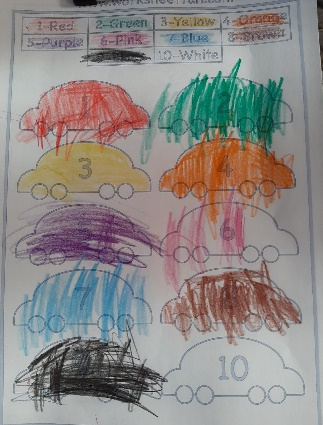 1-Red 2-Green 3-Yellow 4-Orange
5-Purple 6-Pink 7-Blue 8-Brown
10-White
1
3 4
6
7
10